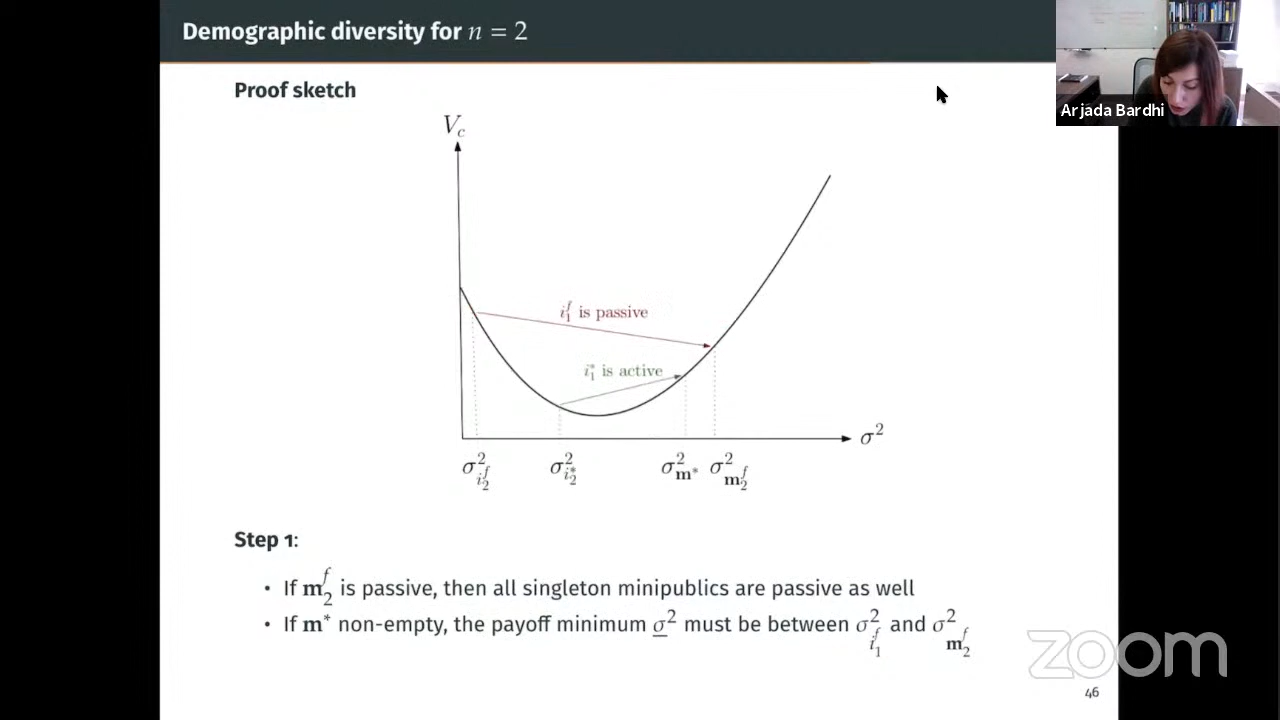 Demographic diversity for n = 2
Arjada Bardhi
Proof sketch
V_c
i_1^f is passive
i_1^* is active
σ^2
σ^2_{i_2^f} σ^2_{i_2^*} σ^2_{m^*} σ^2_{m_2^f}
Step 1:
• If m_2^f is passive, then all singleton minipublics are passive as well
• If m^* non-empty, the payoff minimum σ̲^2 must be between σ^2_{i_1^f} and σ^2_{m_2^f}
zoom
46